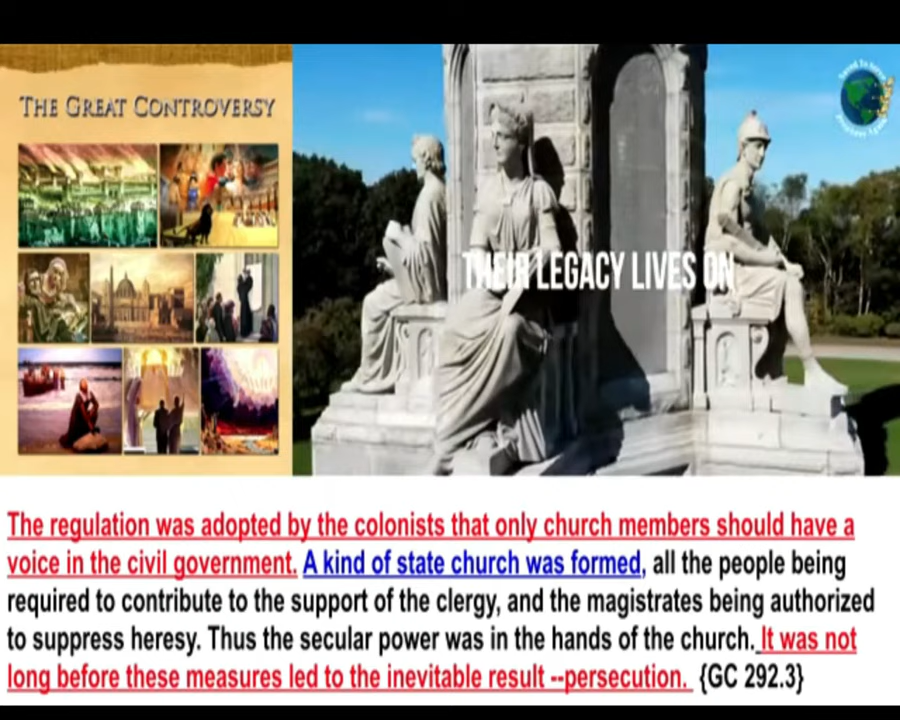 THE GREAT CONTROVERSY
THEIR LEGACY LIVES ON
The regulation was adopted by the colonists that only church members should have a
voice in the civil government. A kind of state church was formed, all the people being
required to contribute to the support of the clergy, and the magistrates being authorized
to suppress heresy. Thus the secular power was in the hands of the church. It was not
long before these measures led to the inevitable result --persecution. {GC 292.3}